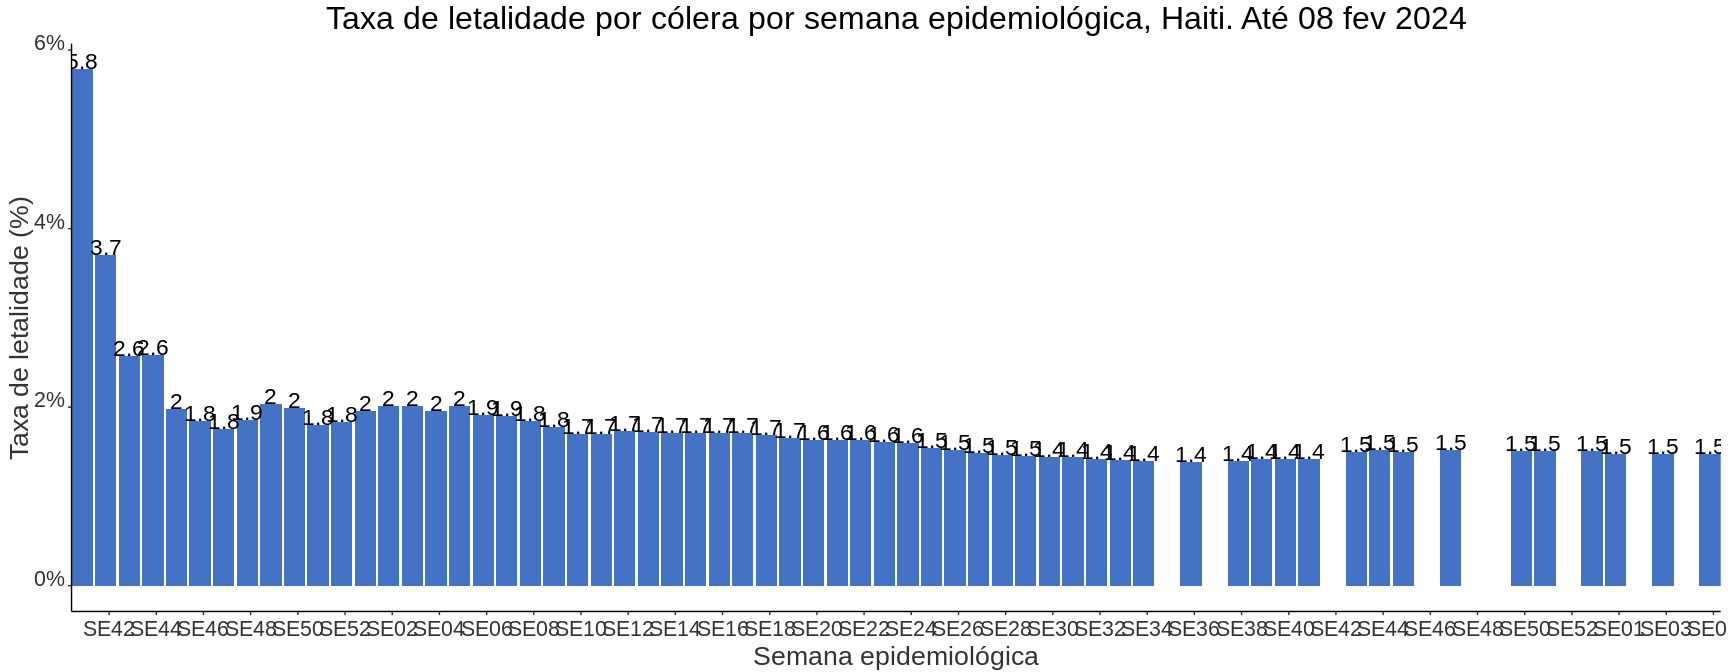 Taxa de letalidade por cólera por semana epidemiológica, Haiti. Até 08 fev 2024
6%
4%
2%
0%
Taxa de letalidade (%)
5.8 3.7 2.6 2.6 2 1.8 1.8 1.9 2 2 1.8 1.8 2 2 2 2 2 1.9 1.9 1.8 1.8 1.7 1.7 1.7 1.7 1.7 1.7 1.7 1.7 1.7 1.7 1.6 1.6 1.6 1.6 1.6 1.5 1.5 1.5 1.5 1.5 1.4 1.4 1.4 1.4 1.4 1.4 1.4 1.4 1.4 1.4 1.5 1.5 1.5 1.5 1.5 1.5 1.5 1.5 1.5 1.5
SE42 SE44 SE46 SE48 SE50 SE52 SE02 SE04 SE06 SE08 SE10 SE12 SE14 SE16 SE18 SE20 SE22 SE24 SE26 SE28 SE30 SE32 SE34 SE36 SE38 SE40 SE42 SE44 SE46 SE48 SE50 SE52 SE01 SE03 SE0
Semana epidemiológica